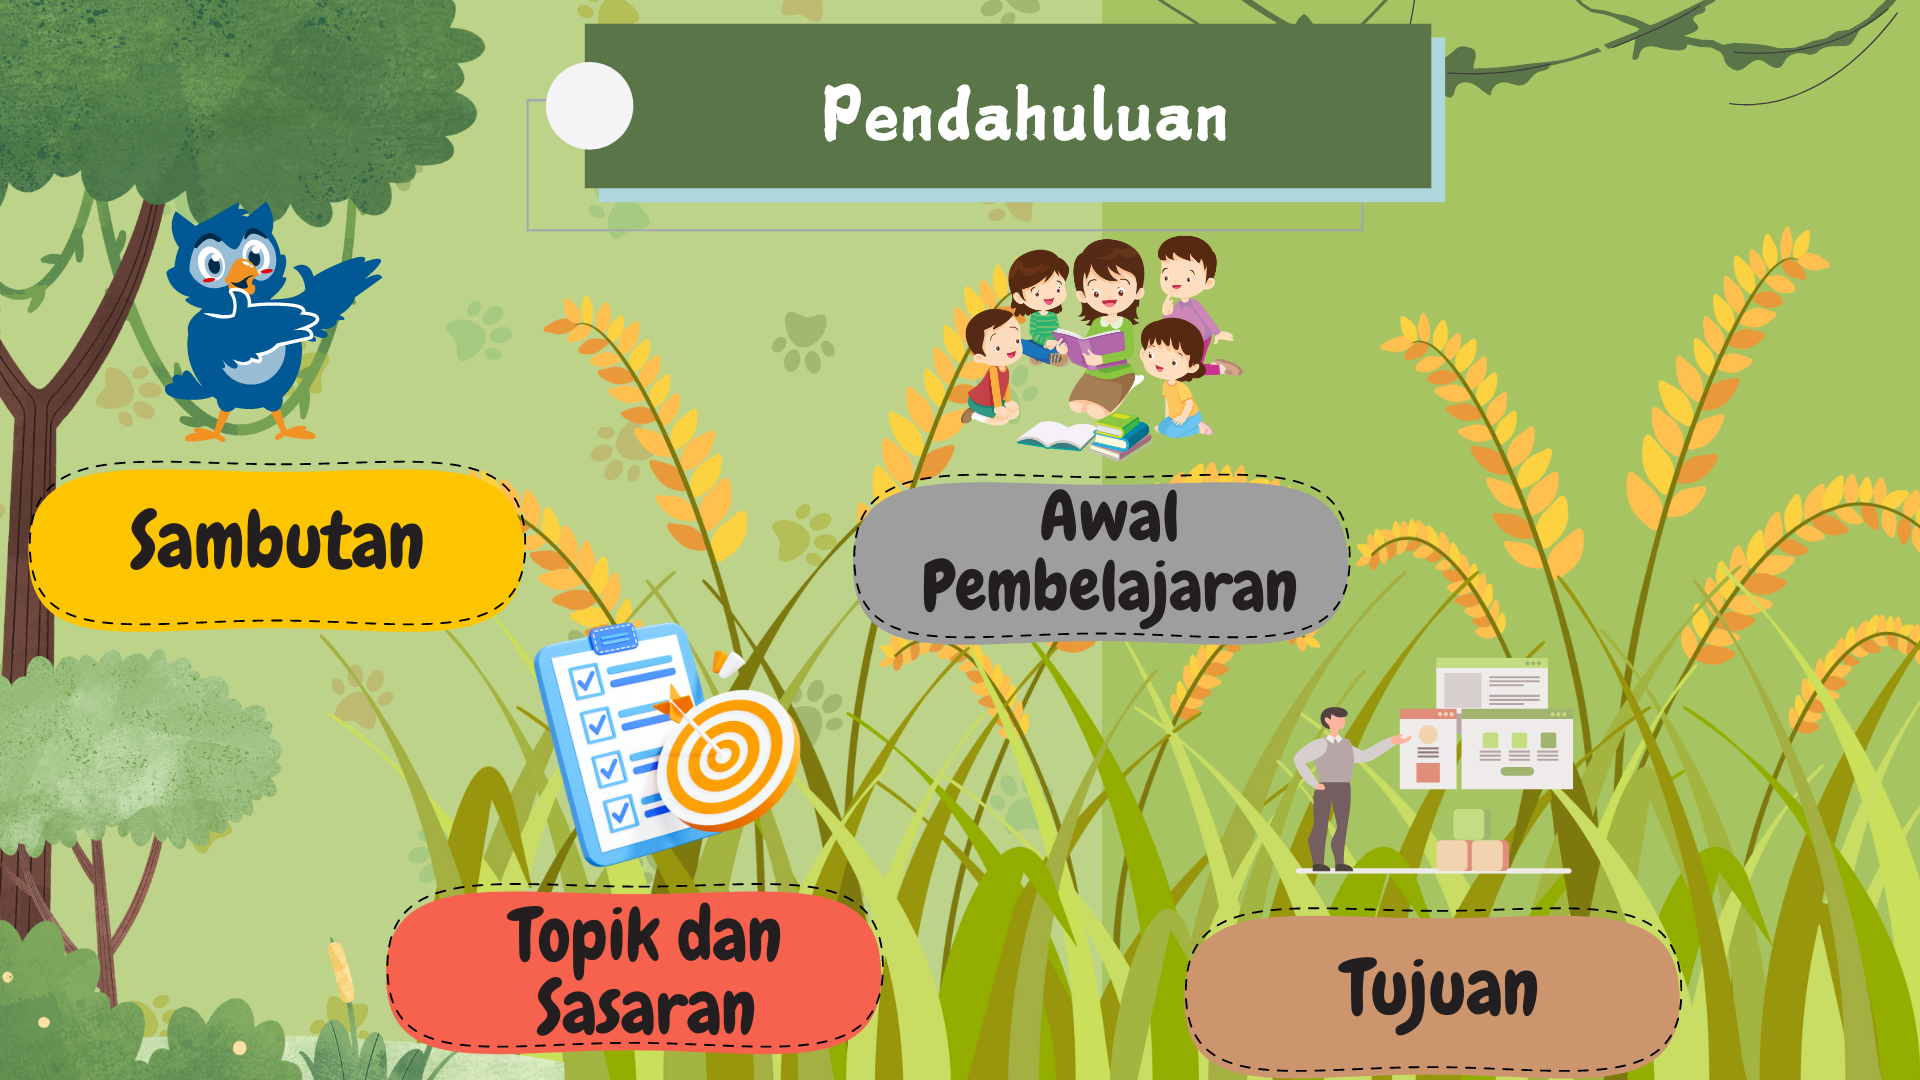 Pendahuluan
Sambutan
Awal
Pembelajaran
Topik dan
Sasaran
Tujuan